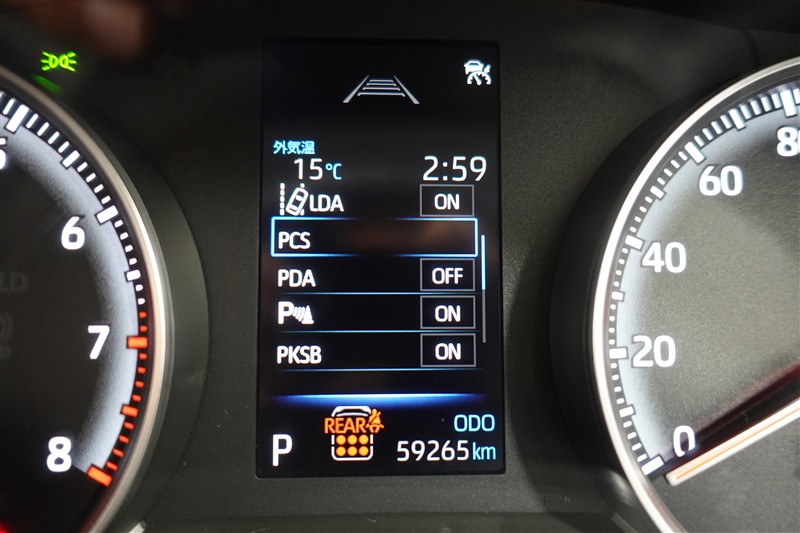 外気温
15℃ 2:59
LDA ON
PCS
PDA OFF
P ON
PKSB ON
REAR
ODO
P 59265 km
5
6
7
8
80
60
40
20
0